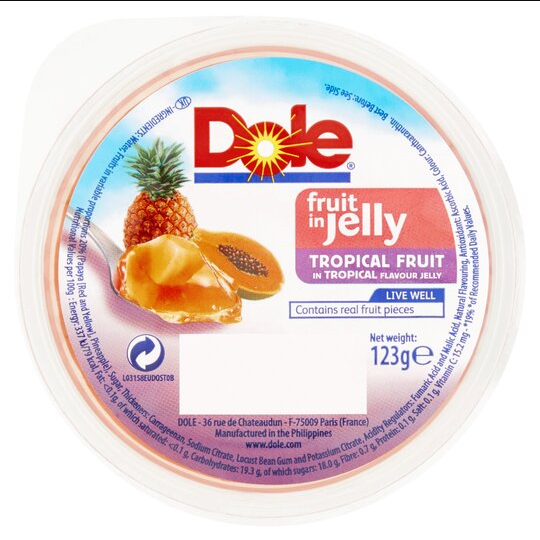 Dole®
fruit
in jelly
TROPICAL FRUIT
IN TROPICAL FLAVOUR JELLY
LIVE WELL
Contains real fruit pieces
Net weight:
123g℮
L03158EUDOST0B
DOLE - 36 rue de Chateaudun - F-75009 Paris (France)
Manufactured in the Philippines
www.dole.com
-UK- INGREDIENTS: Water, Fruits in variable proportions 20% (Papaya [Red and Yellow], Pineapple), Sugar, Thickeners: Carrageenan, Sodium Citrate, Locust Bean Gum and Potassium Citrate, Acidity Regulators: Fumaric Acid and Malic Acid, Natural Flavouring, Antioxidant: Ascorbic Acid, Colour: Canthaxanthin. Best Before: See Side.
Nutritional Values per 100g : Energy: 337 kJ/79 kcal, Fat: <0.1g, of which saturated: <0.1 g, Carbohydrates: 19.3 g, of which sugars: 18.0 g, Fibre: 0.7 g, Protein: 0.1 g, Salt: 0.1 g, Vitamin C: 15.2 mg - *19% *of Recommended Daily Values.